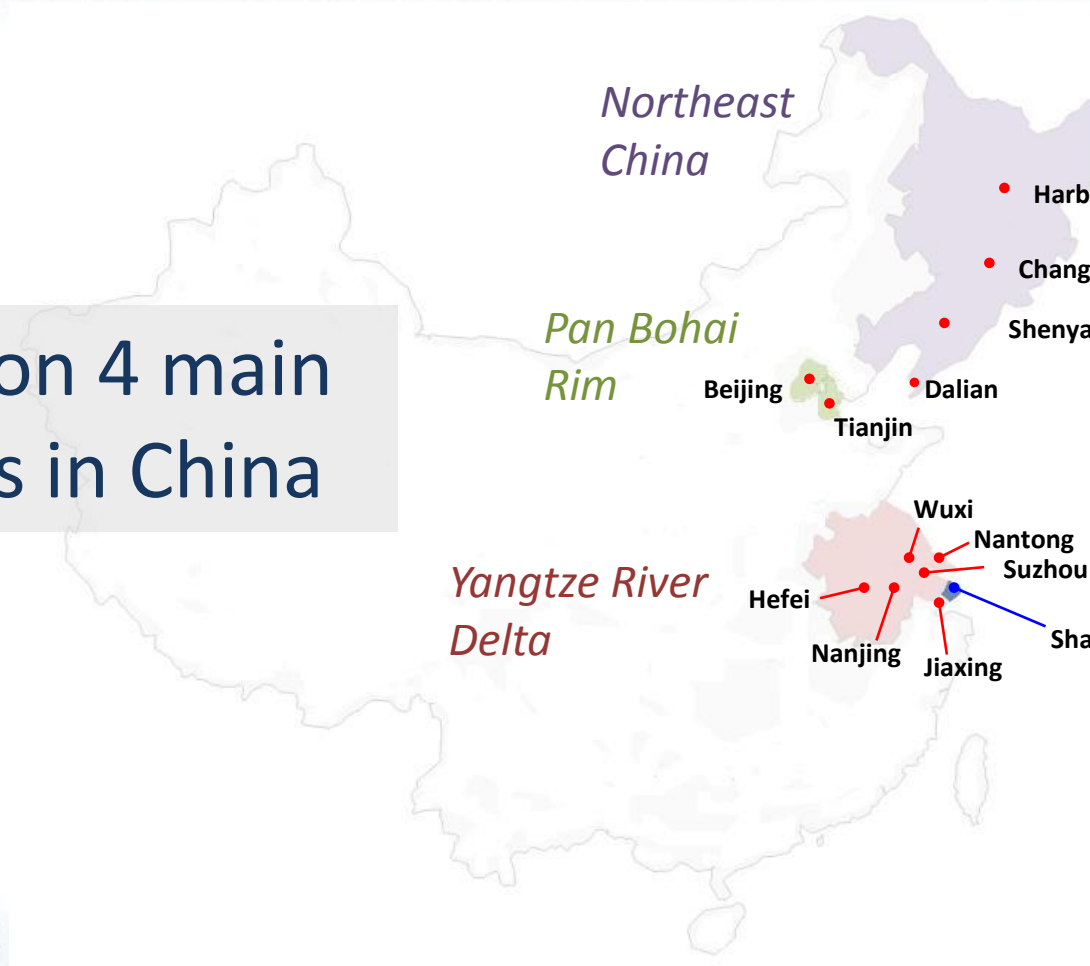 Northeast
China
Harb
Chang
Shenya
Pan Bohai
Rim
Beijing
Dalian
Tianjin
on 4 main
s in China
Wuxi
Nantong
Suzhou
Yangtze River
Delta
Hefei
Sha
Nanjing
Jiaxing